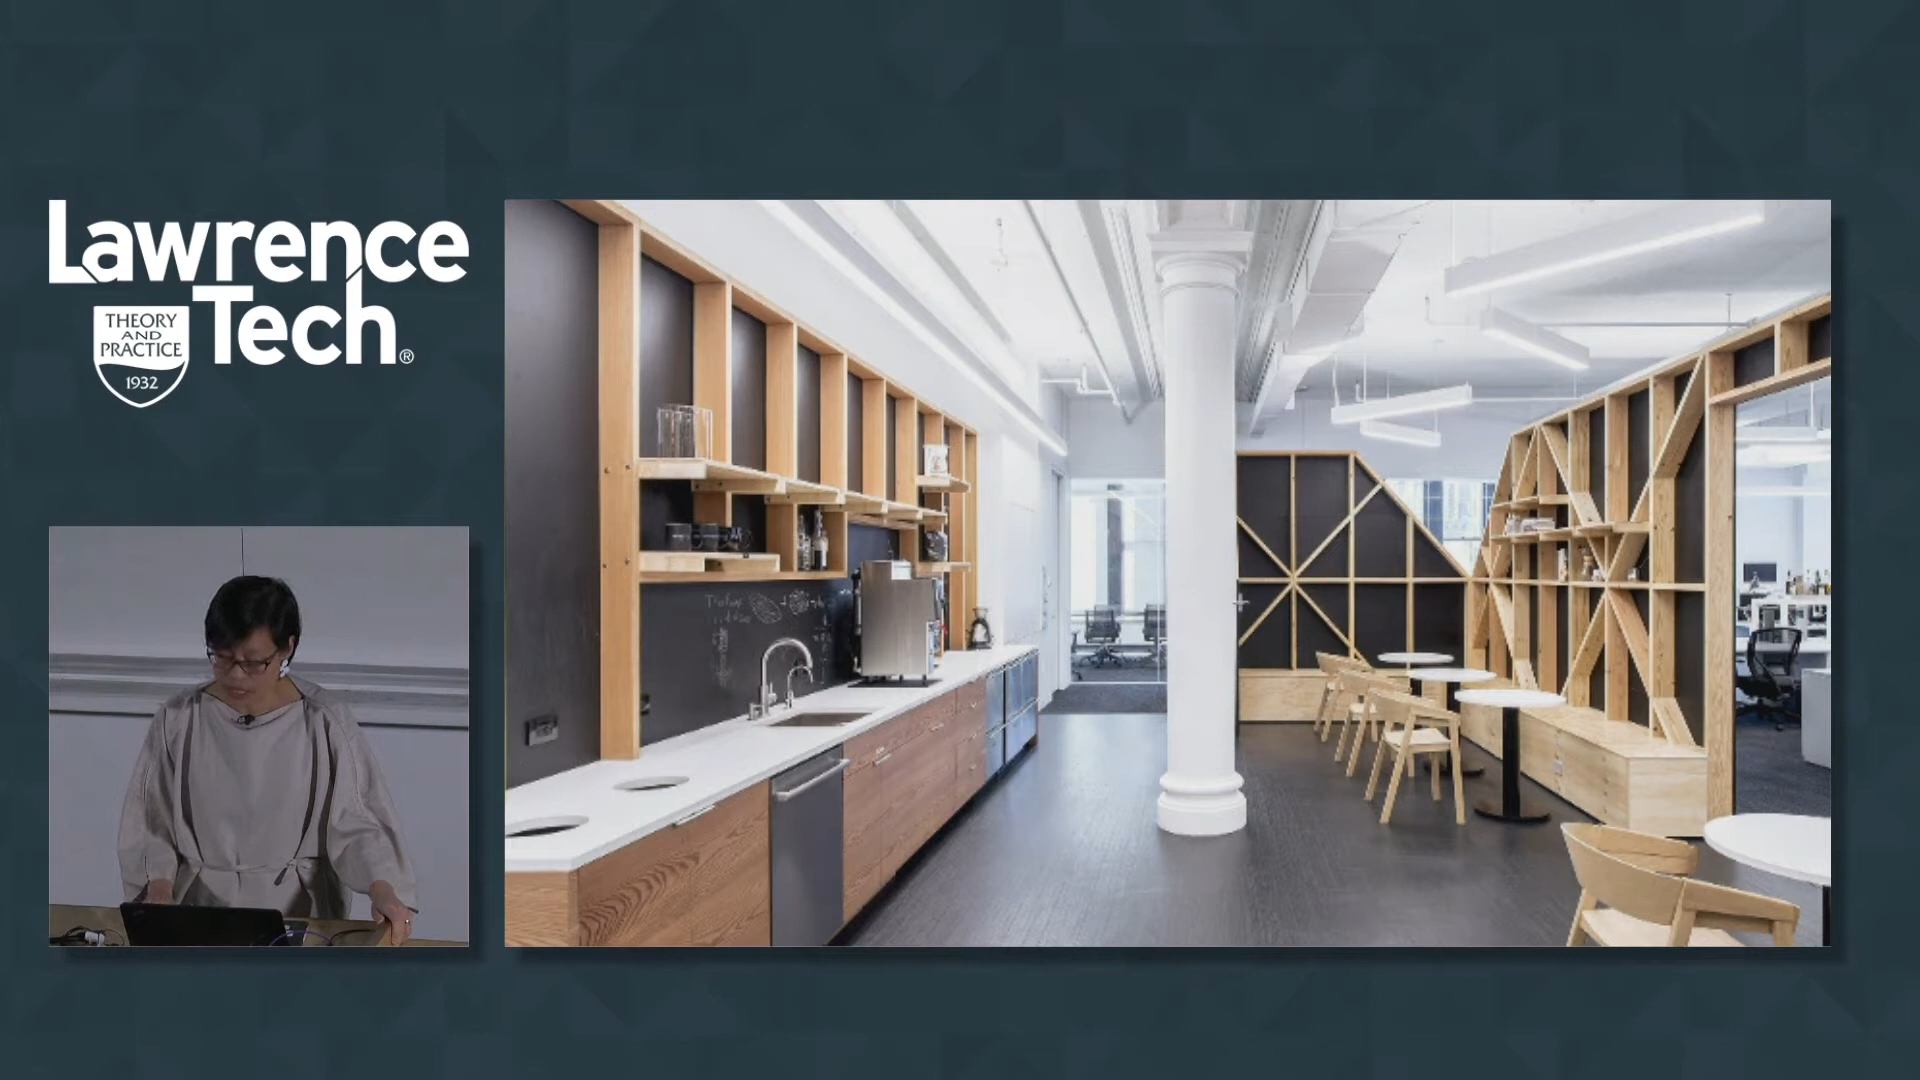 Lawrence
Tech®
THEORY
AND
PRACTICE
1932